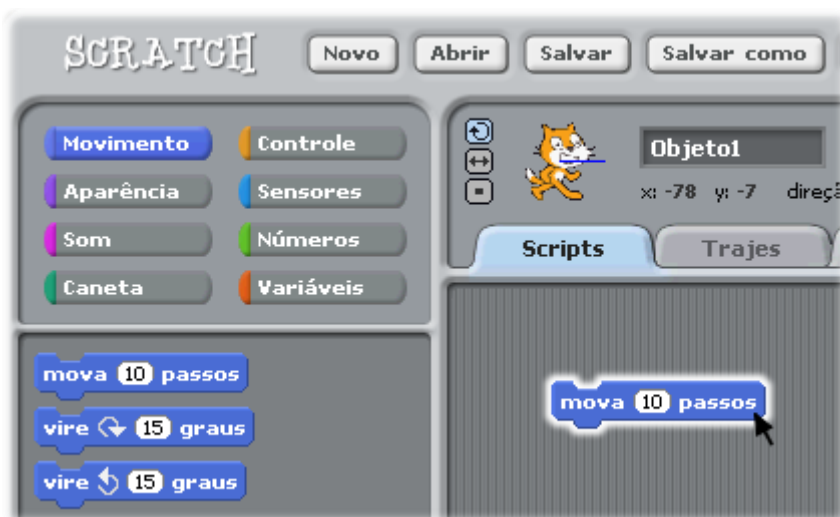 SCRATCH Novo Abrir Salvar Salvar como
Movimento Controle
Aparência Sensores
Som Números
Caneta Variáveis
Objeto1
x: -78 y: -7 direçã
Scripts Trajes
mova 10 passos
vire 15 graus
vire 15 graus
mova 10 passos